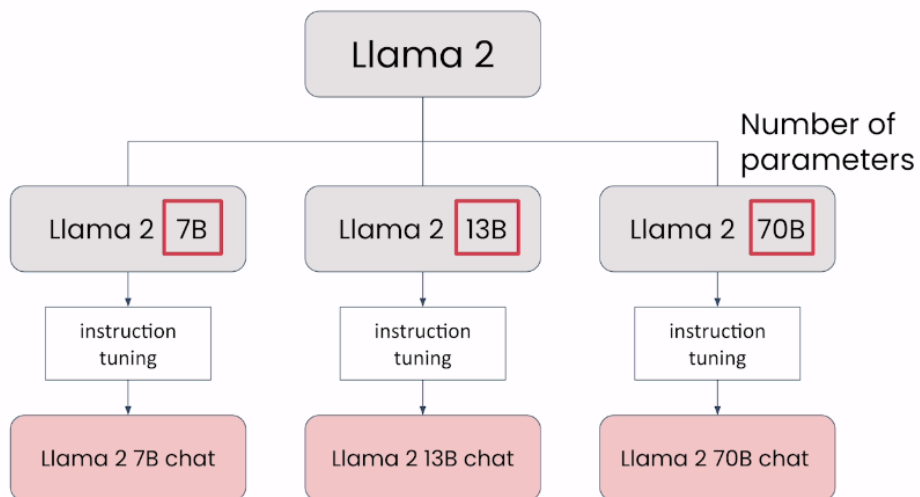 Llama 2
Number of
parameters
Llama 2 7B
Llama 2 13B
Llama 2 70B
instruction
tuning
instruction
tuning
instruction
tuning
Llama 2 7B chat
Llama 2 13B chat
Llama 2 70B chat